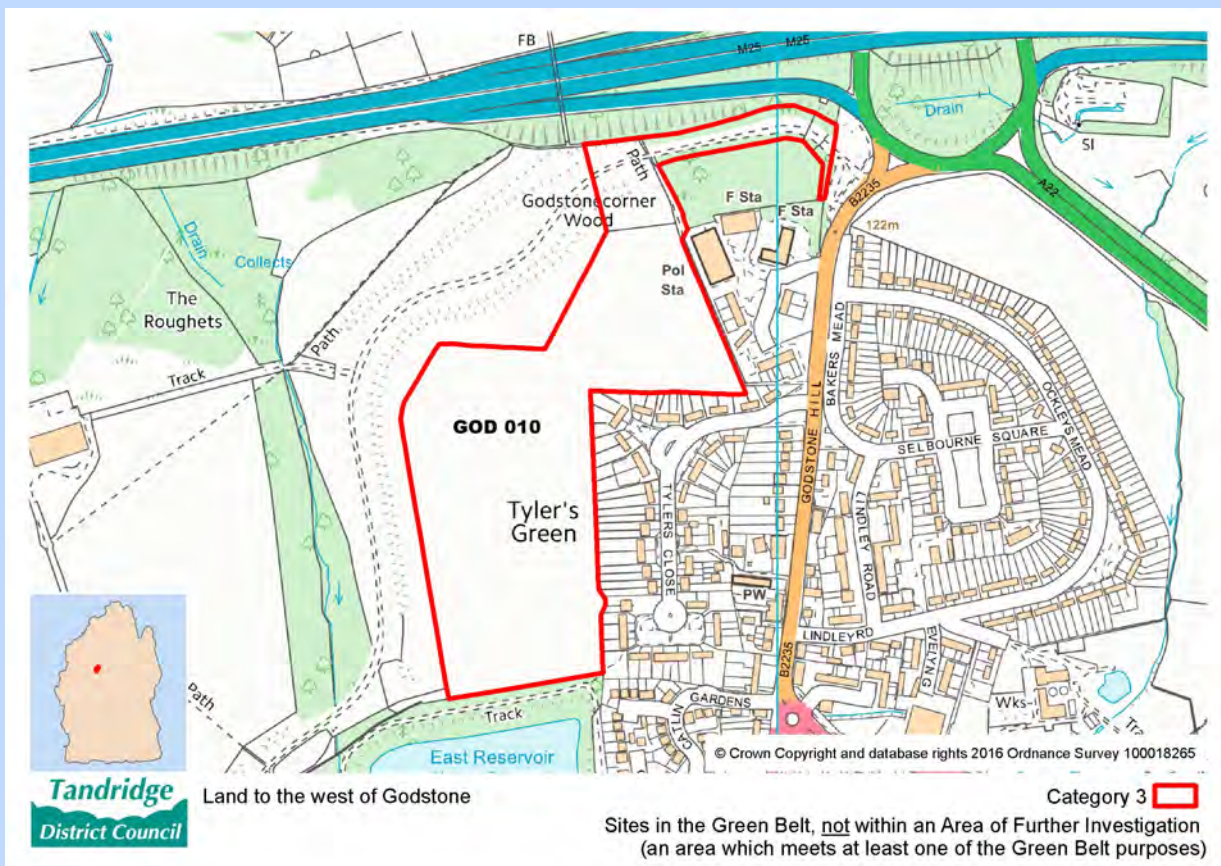 FB
M25
M25
Drain
SI
A22
Path
Godstonecorner
Wood
F Sta
F Sta
B2235
122m
Drain
Collects
Pol
Sta
The
Roughets
Path
Track
BAKERS MEAD
OCKLEYS MEAD
GOD 010
GODSTONE HILL
SELBOURNE SQUARE
Tyler's
Green
TYLERS CLOSE
LINDLEY ROAD
PW
LINDLEY RD
EVELYN G
B2235
Path
GARDENS
Wks
Track
CATLIN
Tra
East Reservoir
© Crown Copyright and database rights 2016 Ordnance Survey 100018265
Tandridge
District Council
Land to the west of Godstone
Category 3
Sites in the Green Belt, not within an Area of Further Investigation
(an area which meets at least one of the Green Belt purposes)